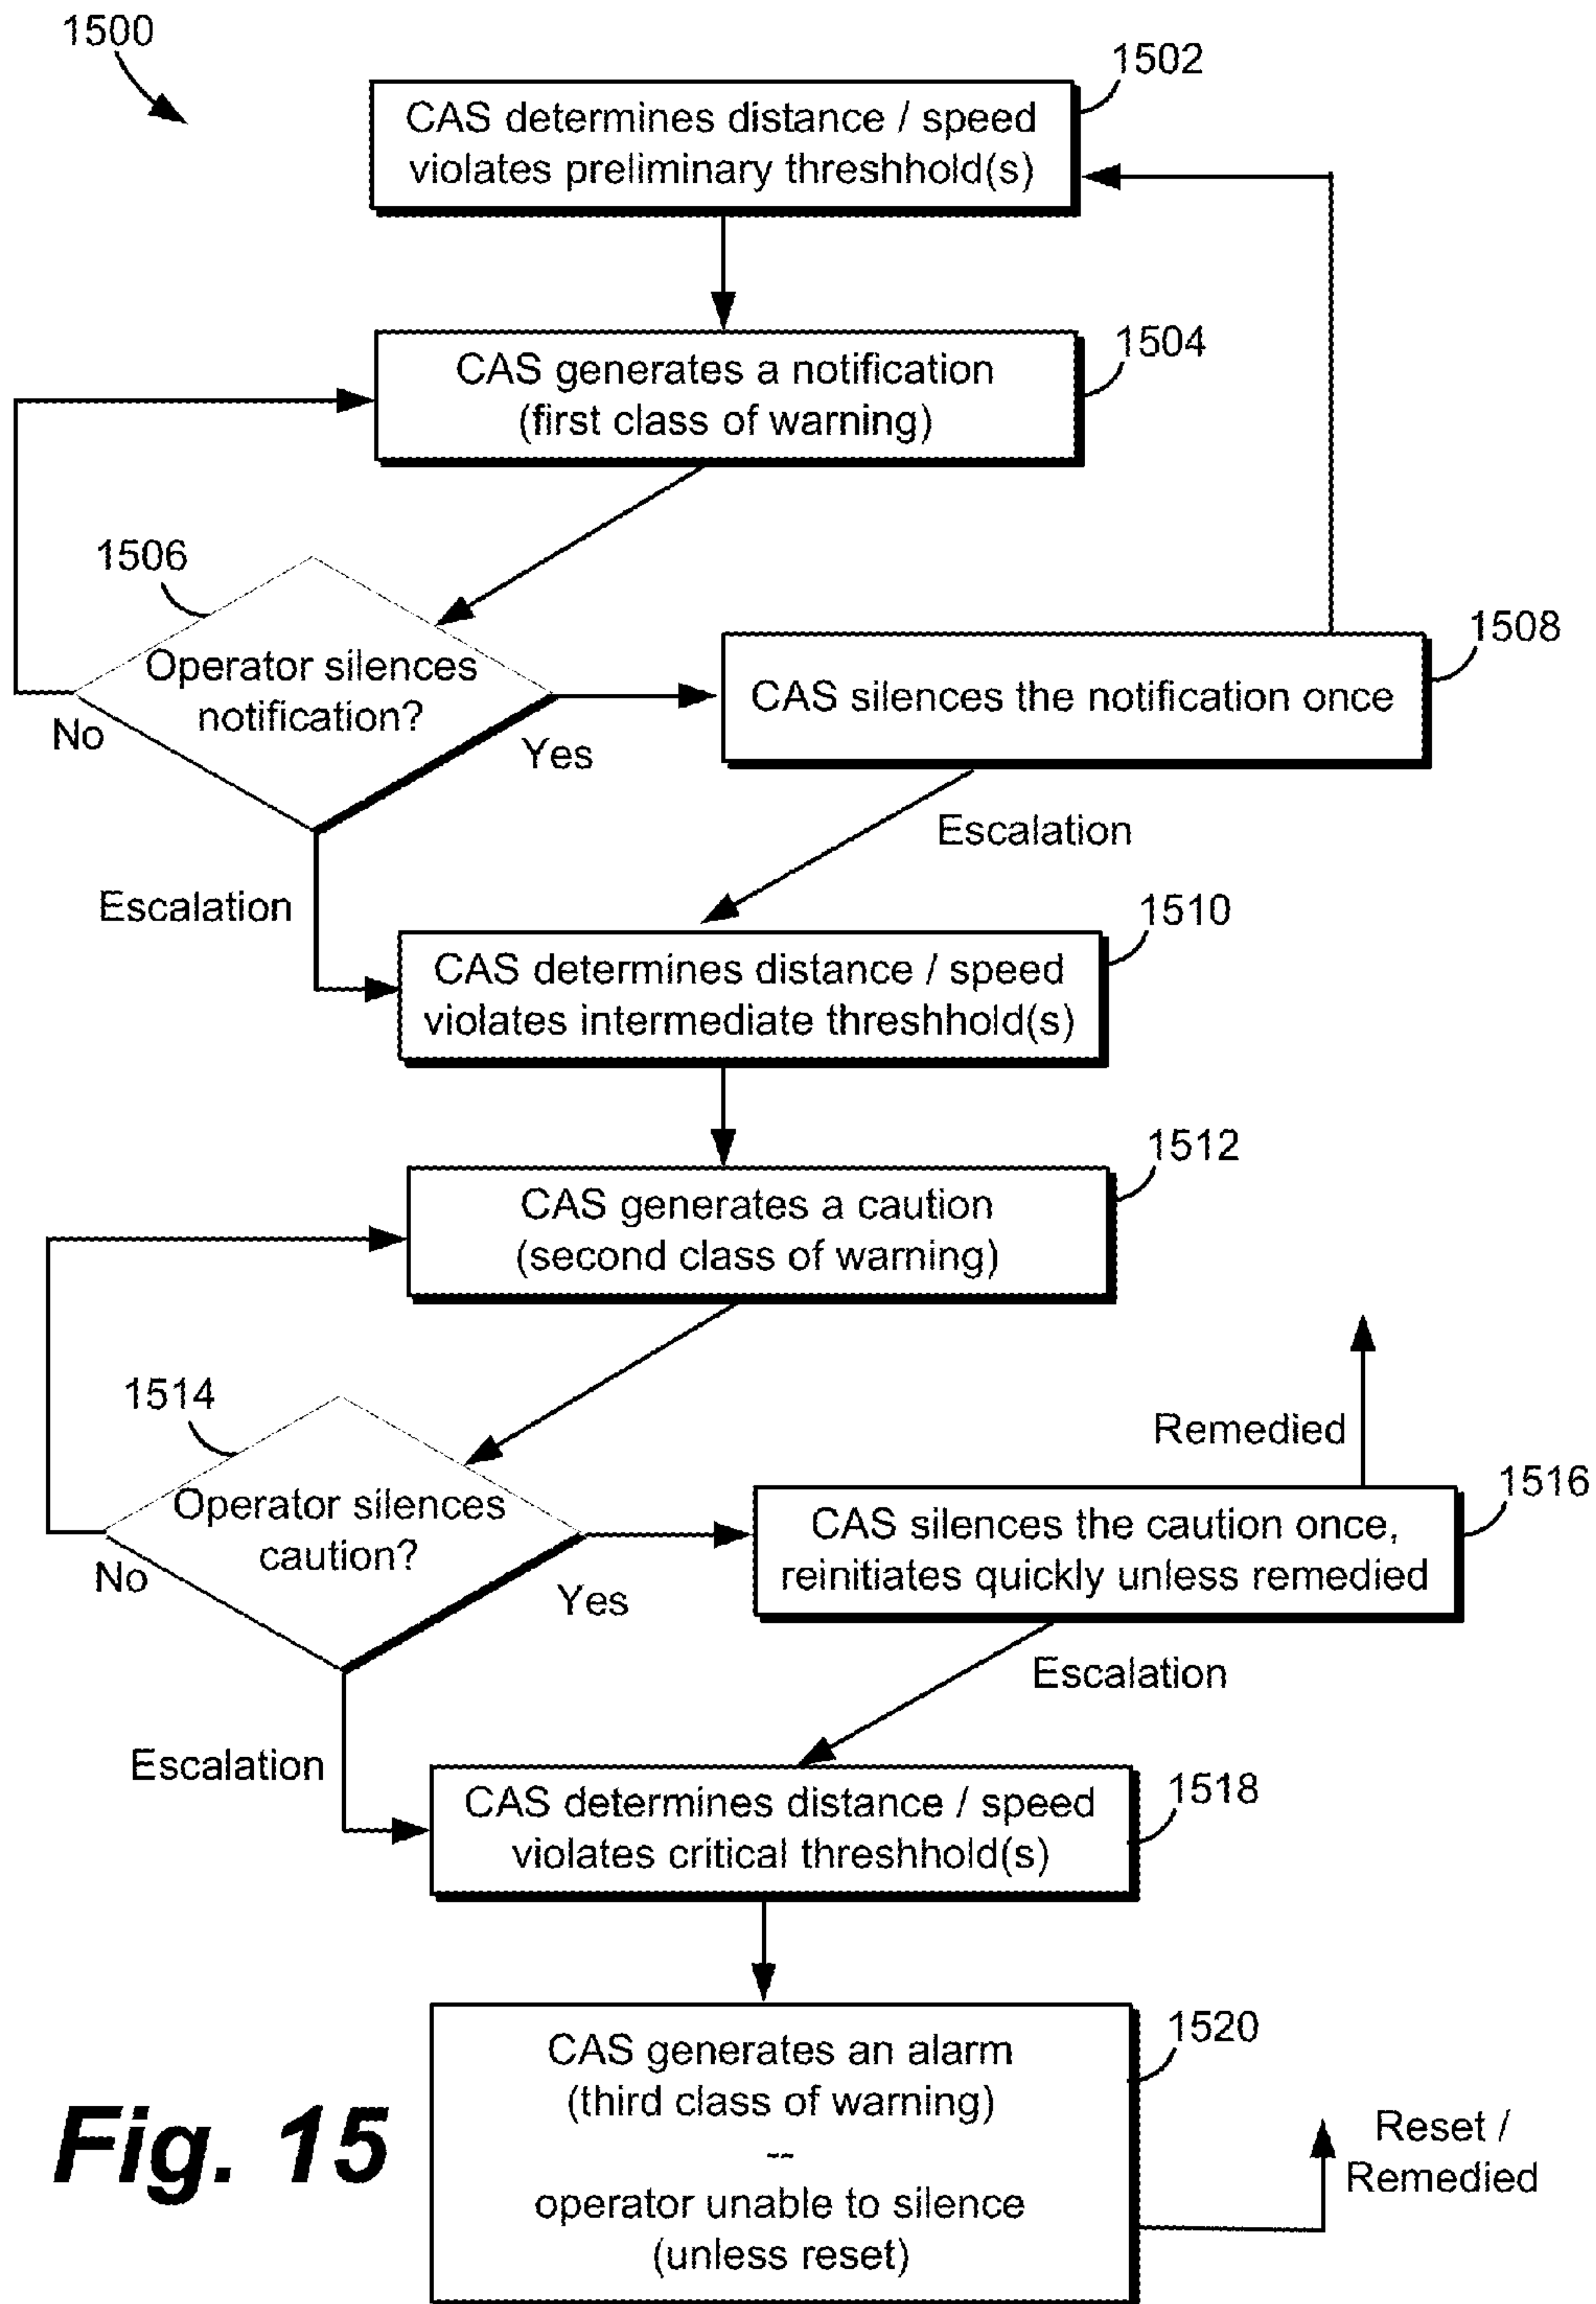 1500
1502
CAS determines distance / speed
violates preliminary threshhold(s)
1504
CAS generates a notification
(first class of warning)
1506
Operator silences
notification?
No
Yes
1508
CAS silences the notification once
Escalation
Escalation
1510
CAS determines distance / speed
violates intermediate threshhold(s)
1512
CAS generates a caution
(second class of warning)
1514
Operator silences
caution?
No
Yes
Remedied
1516
CAS silences the caution once,
reinitiates quickly unless remedied
Escalation
Escalation
1518
CAS determines distance / speed
violates critical threshhold(s)
1520
CAS generates an alarm
(third class of warning)
--
operator unable to silence
(unless reset)
Reset /
Remedied
Fig. 15